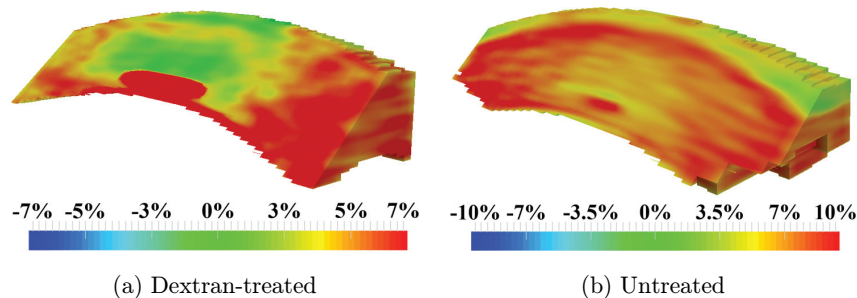 -7% -5% -3% 0% 3% 5% 7%
-10% -7% -3.5% 0% 3.5% 7% 10%
(a) Dextran-treated
(b) Untreated